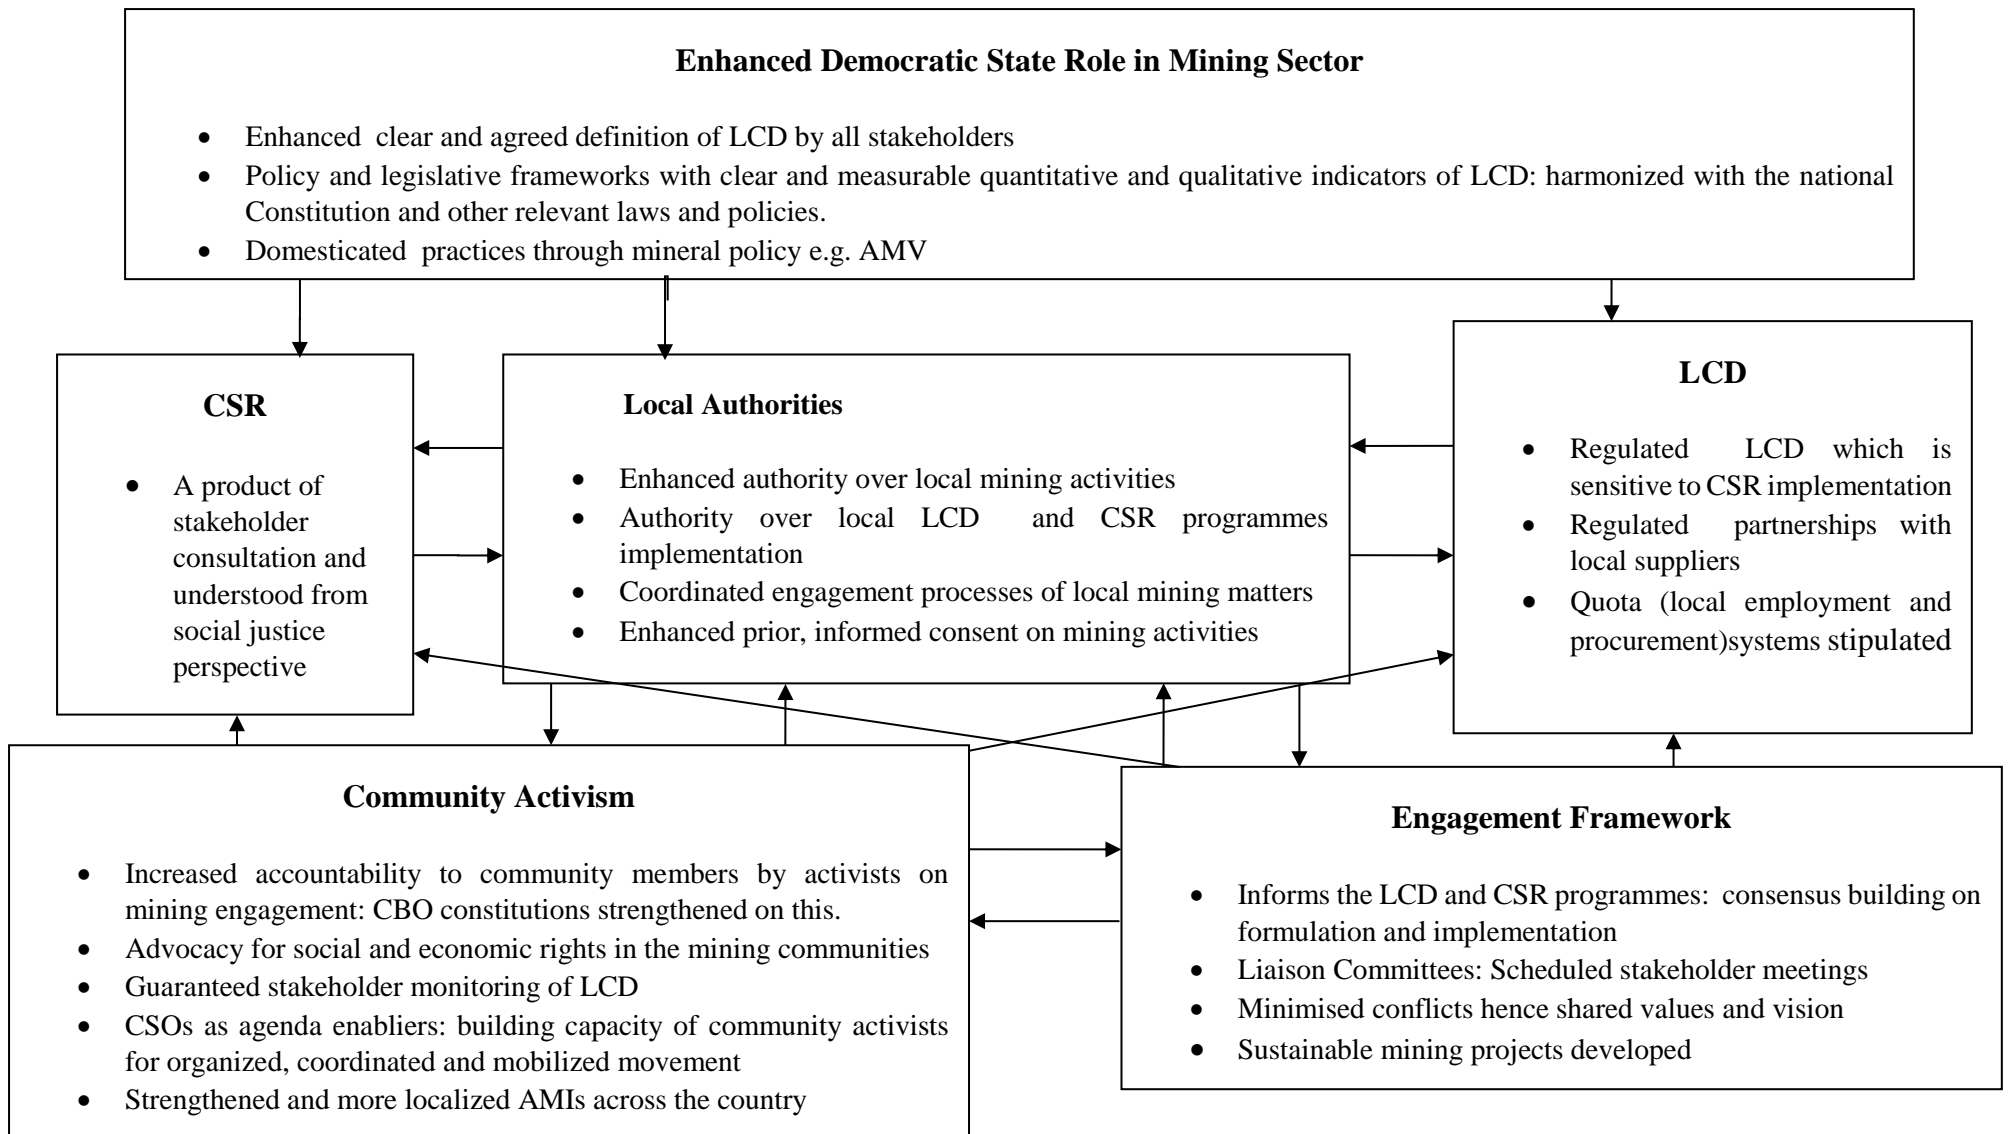 Enhanced Democratic State Role in Mining Sector
• Enhanced clear and agreed definition of LCD by all stakeholders
• Policy and legislative frameworks with clear and measurable quantitative and qualitative indicators of LCD: harmonized with the national
Constitution and other relevant laws and policies.
• Domesticated practices through mineral policy e.g. AMV
CSR
• A product of
stakeholder
consultation and
understood from
social justice
perspective
Local Authorities
• Enhanced authority over local mining activities
• Authority over local LCD and CSR programmes
implementation
• Coordinated engagement processes of local mining matters
• Enhanced prior, informed consent on mining activities
LCD
• Regulated LCD which is
sensitive to CSR implementation
• Regulated partnerships with
local suppliers
• Quota (local employment and
procurement)systems stipulated
Community Activism
• Increased accountability to community members by activists on
mining engagement: CBO constitutions strengthened on this.
• Advocacy for social and economic rights in the mining communities
• Guaranteed stakeholder monitoring of LCD
• CSOs as agenda enabliers: building capacity of community activists
for organized, coordinated and mobilized movement
• Strengthened and more localized AMIs across the country
Engagement Framework
• Informs the LCD and CSR programmes: consensus building on
formulation and implementation
• Liaison Committees: Scheduled stakeholder meetings
• Minimised conflicts hence shared values and vision
• Sustainable mining projects developed